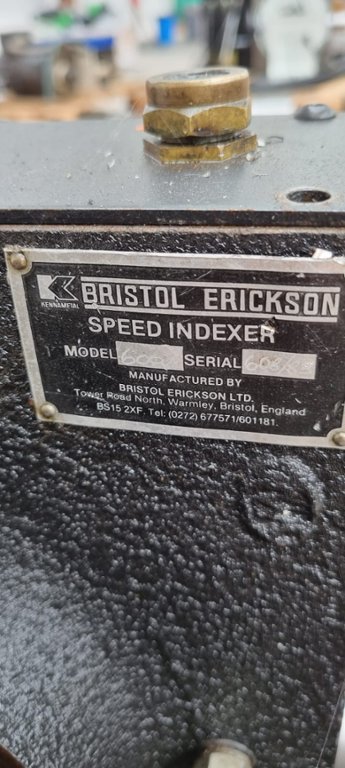 KENNAMETAL
BRISTOL ERICKSON
SPEED INDEXER
MODEL SERIAL
MANUFACTURED BY
BRISTOL ERICKSON LTD.
Tower Road North, Warmley, Bristol, England
BS15 2XF. Tel: (0272) 677571/601181.